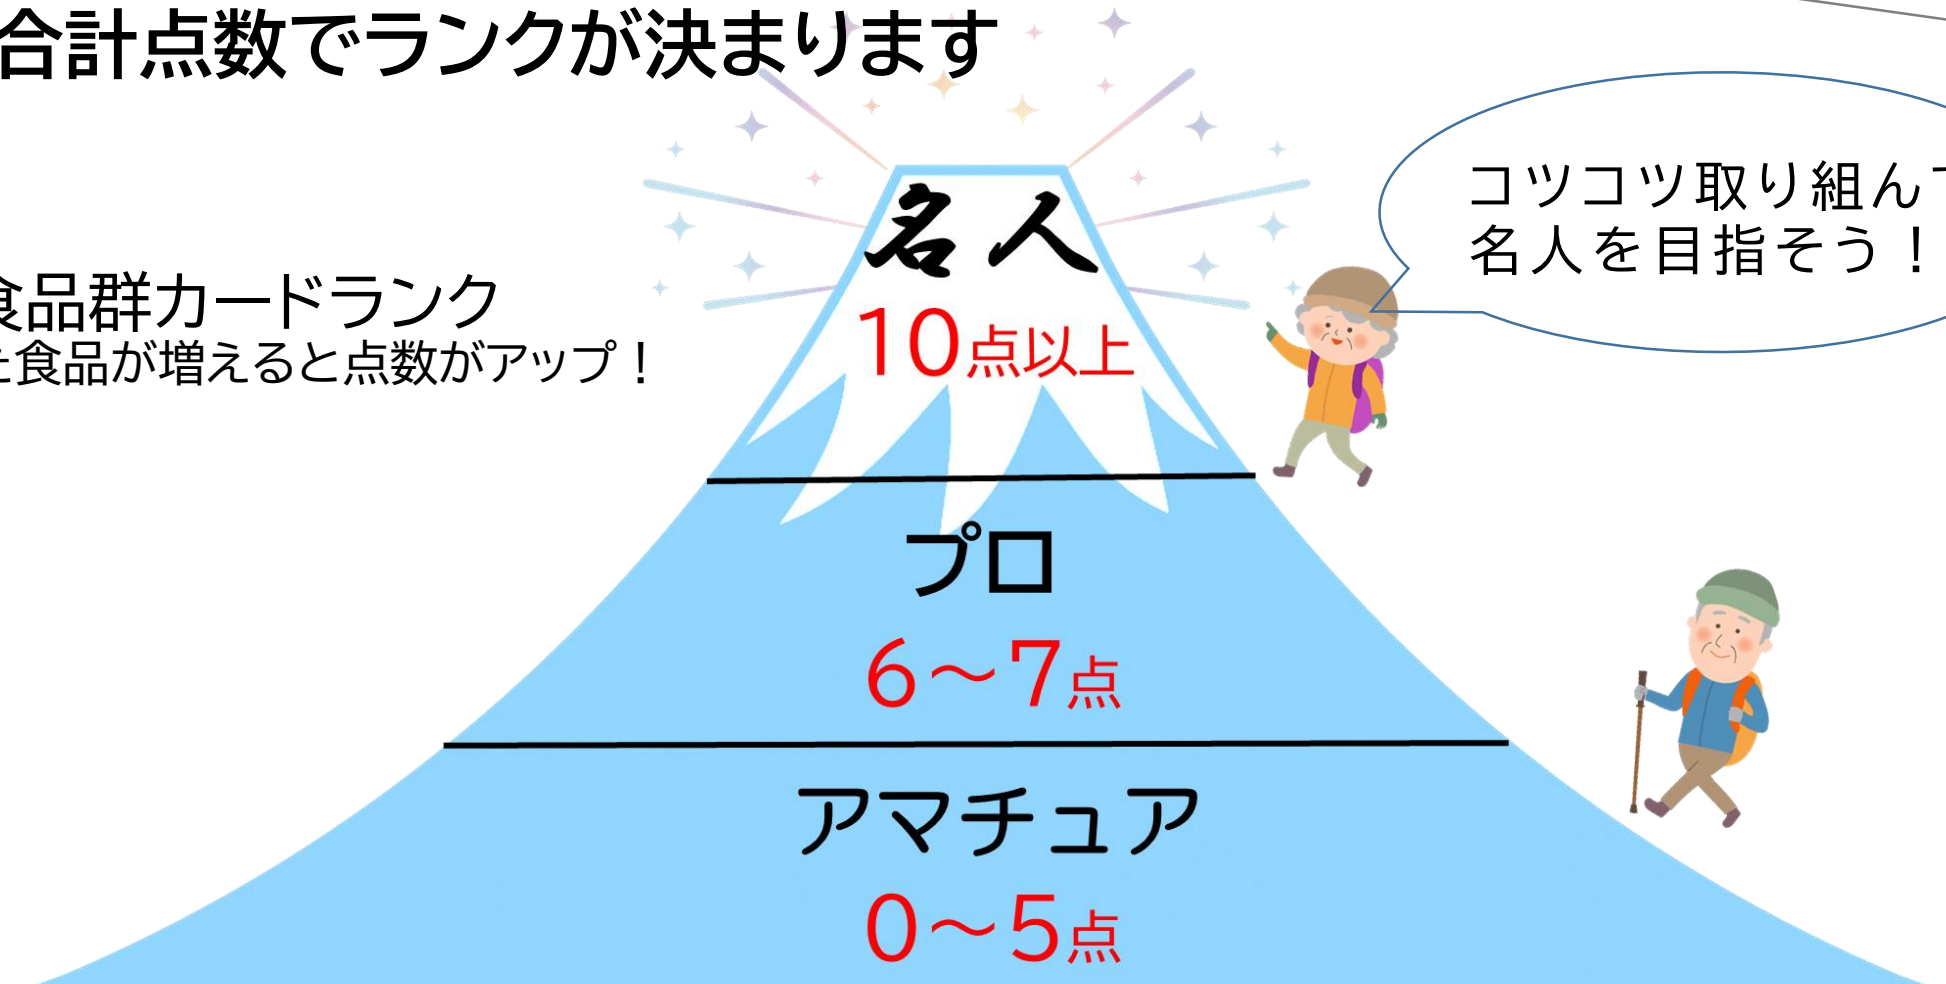 合計点数でランクが決まります
コツコツ取り組んで
名人を目指そう！
食品群カードランク
た食品が増えると点数がアップ！
名人
10点以上
プロ
6～7点
アマチュア
0～5点